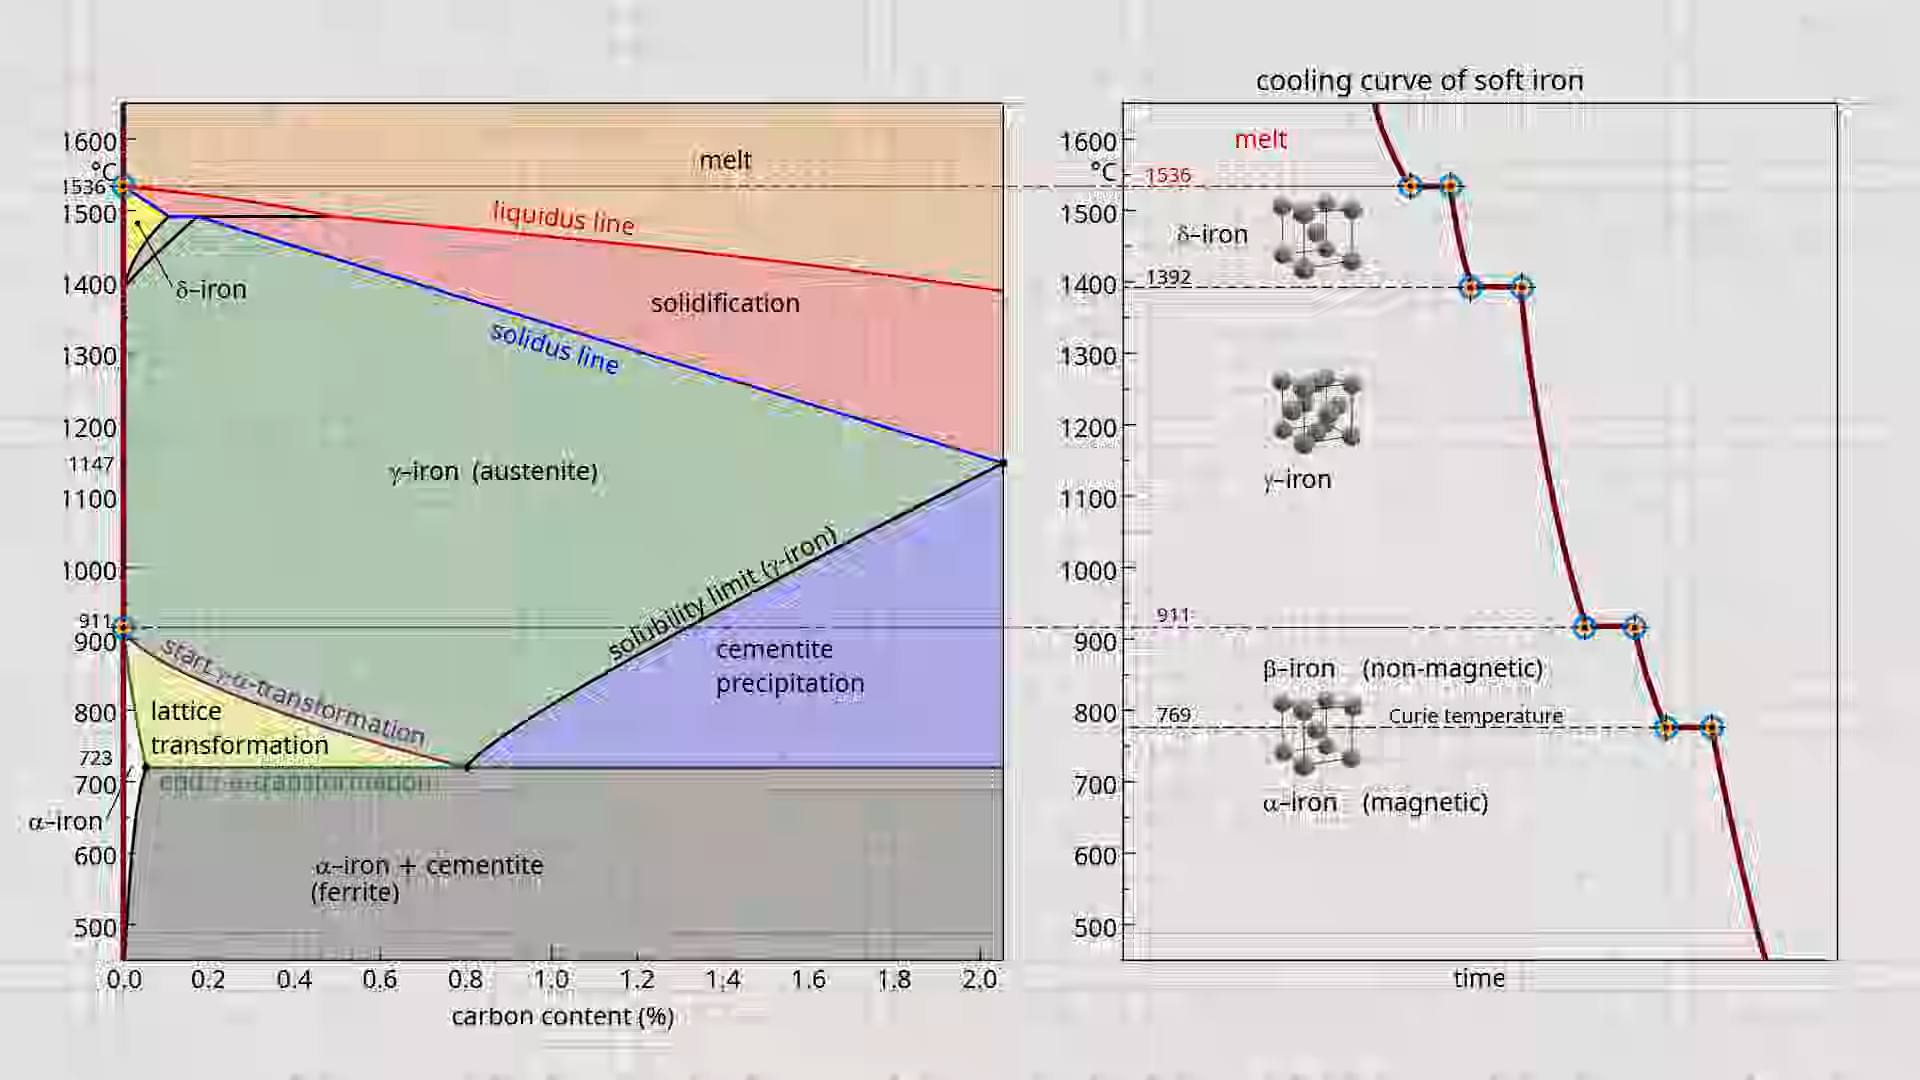 cooling curve of soft iron
1600
°C
1536
1500
1400
1300
1200
1147
1100
1000
911
900
800
723
700
α–iron
600
500
melt
liquidus line
δ–iron
solidification
solidus line
γ–iron (austenite)
solubility limit (γ–iron)
start γ-α-transformation
cementite
precipitation
lattice
transformation
end γ-α-transformation
α–iron + cementite
(ferrite)
0.0 0.2 0.4 0.6 0.8 1.0 1.2 1.4 1.6 1.8 2.0
carbon content (%)
1600
°C
1500
1400
1300
1200
1100
1000
900
800
700
600
500
melt
1536
δ–iron
1392
γ–iron
911
β–iron (non-magnetic)
769
Curie temperature
α–iron (magnetic)
time